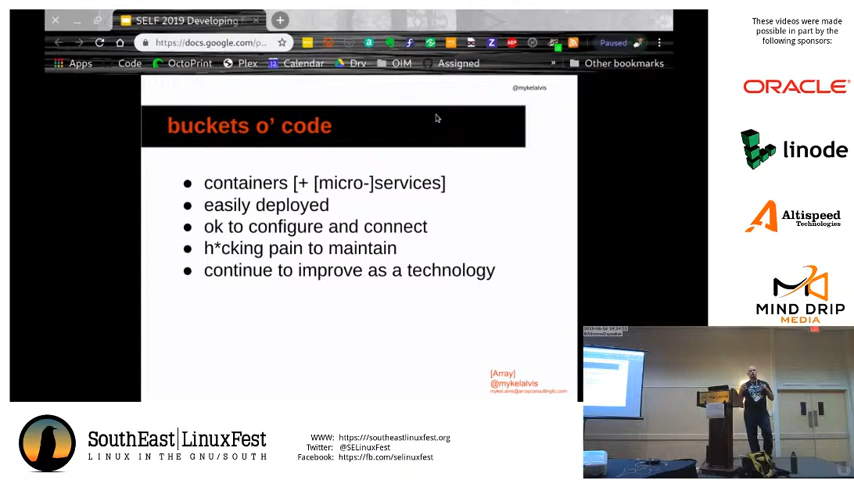 SELF 2019 Developing
https://docs.google.com/p...
Paused
Apps
Code
OctoPrint
Plex
Calendar
Drv
OIM
Assigned
Other bookmarks
@mykelalvis
buckets o' code
● containers [+ [micro-]services]
● easily deployed
● ok to configure and connect
● h*cking pain to maintain
● continue to improve as a technology
[Array]
@mykelalvis
These videos were made
possible in part by the
following sponsors:
ORACLE
linode
Altispeed
Technologies
MIND DRIP
MEDIA
SouthEast|LinuxFest
LINUX IN THE GNU/SOUTH
WWW: https:///southeastlinuxfest.org
Twitter: @SELinuxFest
Facebook: https://fb.com/selinuxfest